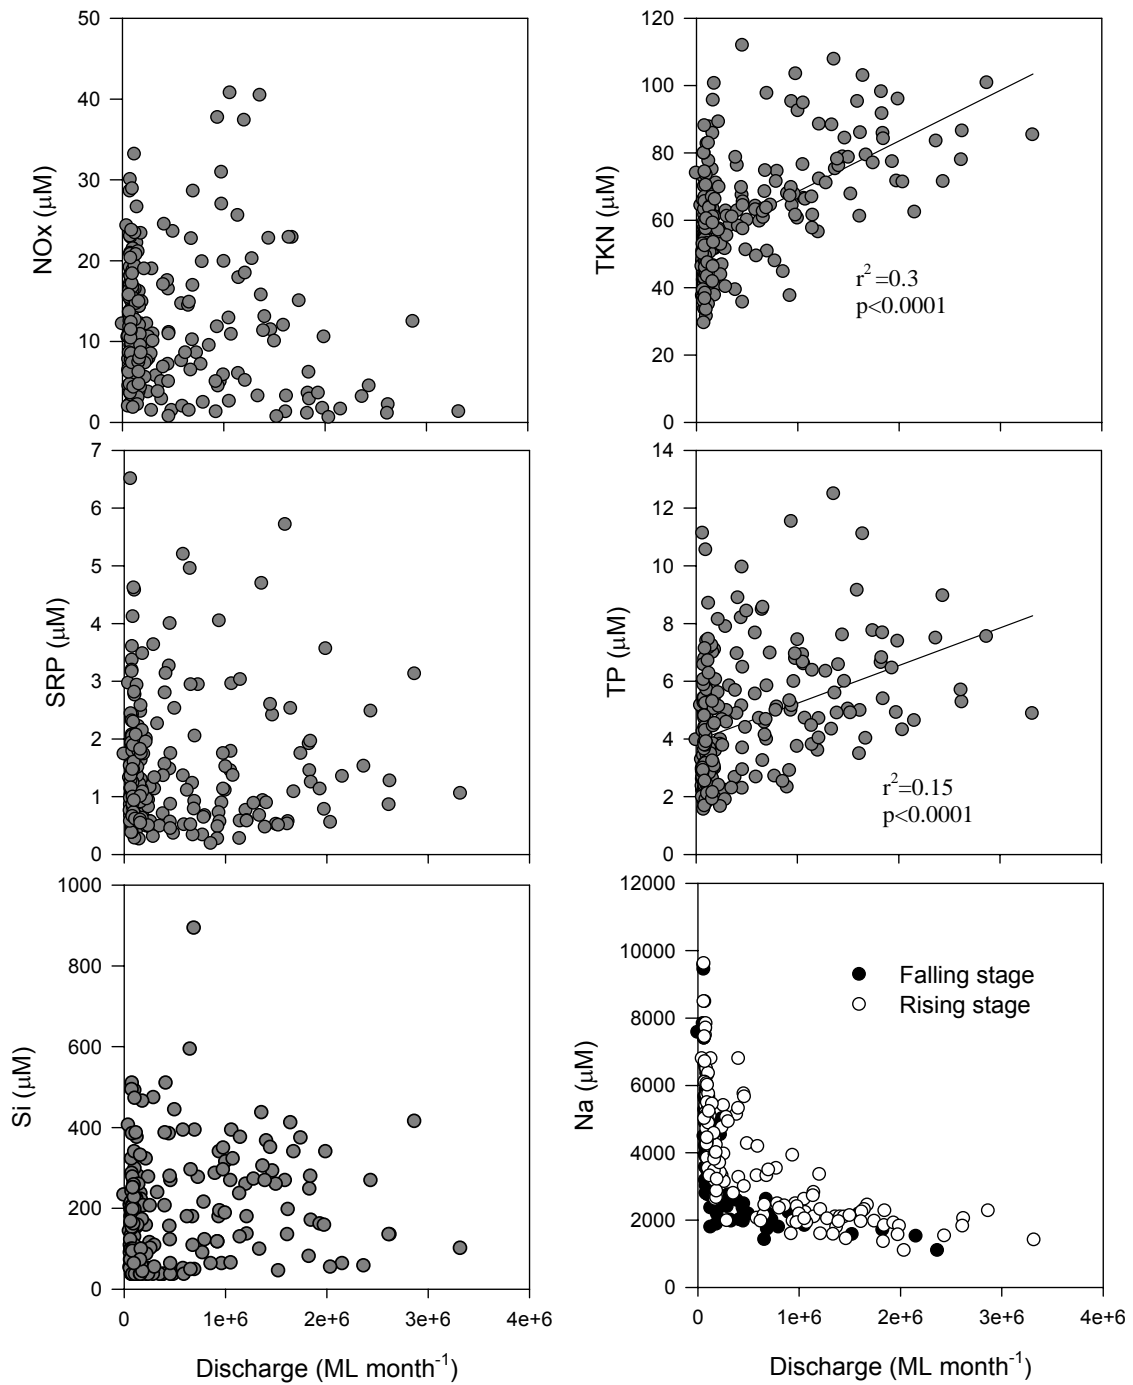 50
40
30
20
10
0
NOx (μM)
120
100
80
60
40
20
0
TKN (μM)
r² =0.3
p<0.0001
7
6
5
4
3
2
1
0
SRP (μM)
14
12
10
8
6
4
2
0
TP (μM)
r²=0.15
p<0.0001
1000
800
600
400
200
0
Si (μM)
0 1e+6 2e+6 3e+6 4e+6
Discharge (ML month⁻¹)
12000
10000
8000
6000
4000
2000
0
Na (μM)
Falling stage
Rising stage
0 1e+6 2e+6 3e+6 4e+6
Discharge (ML month⁻¹)